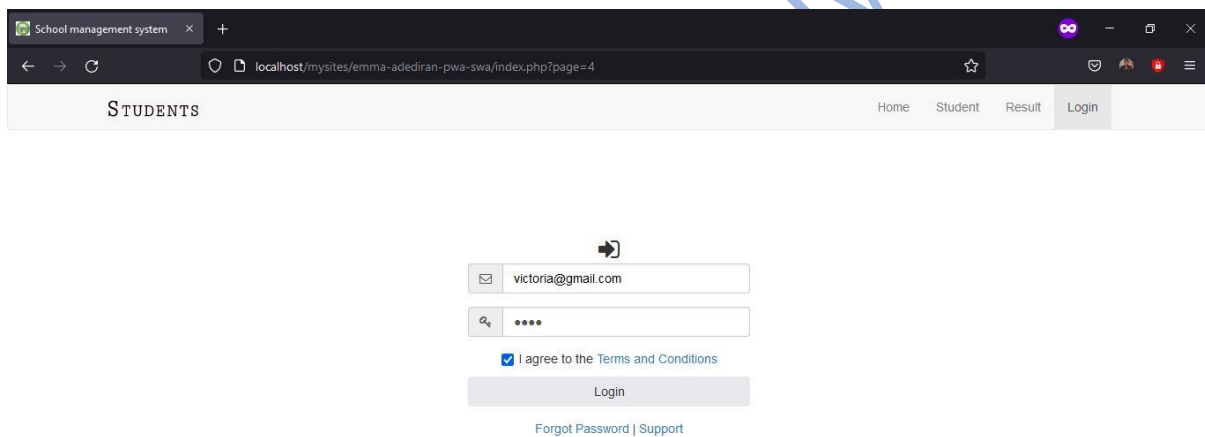 School management system
localhost/mysites/emma-adediran-pwa-swa/index.php?page=4
Students Home Student Result Login
victoria@gmail.com
••••
I agree to the Terms and Conditions
Login
Forgot Password | Support